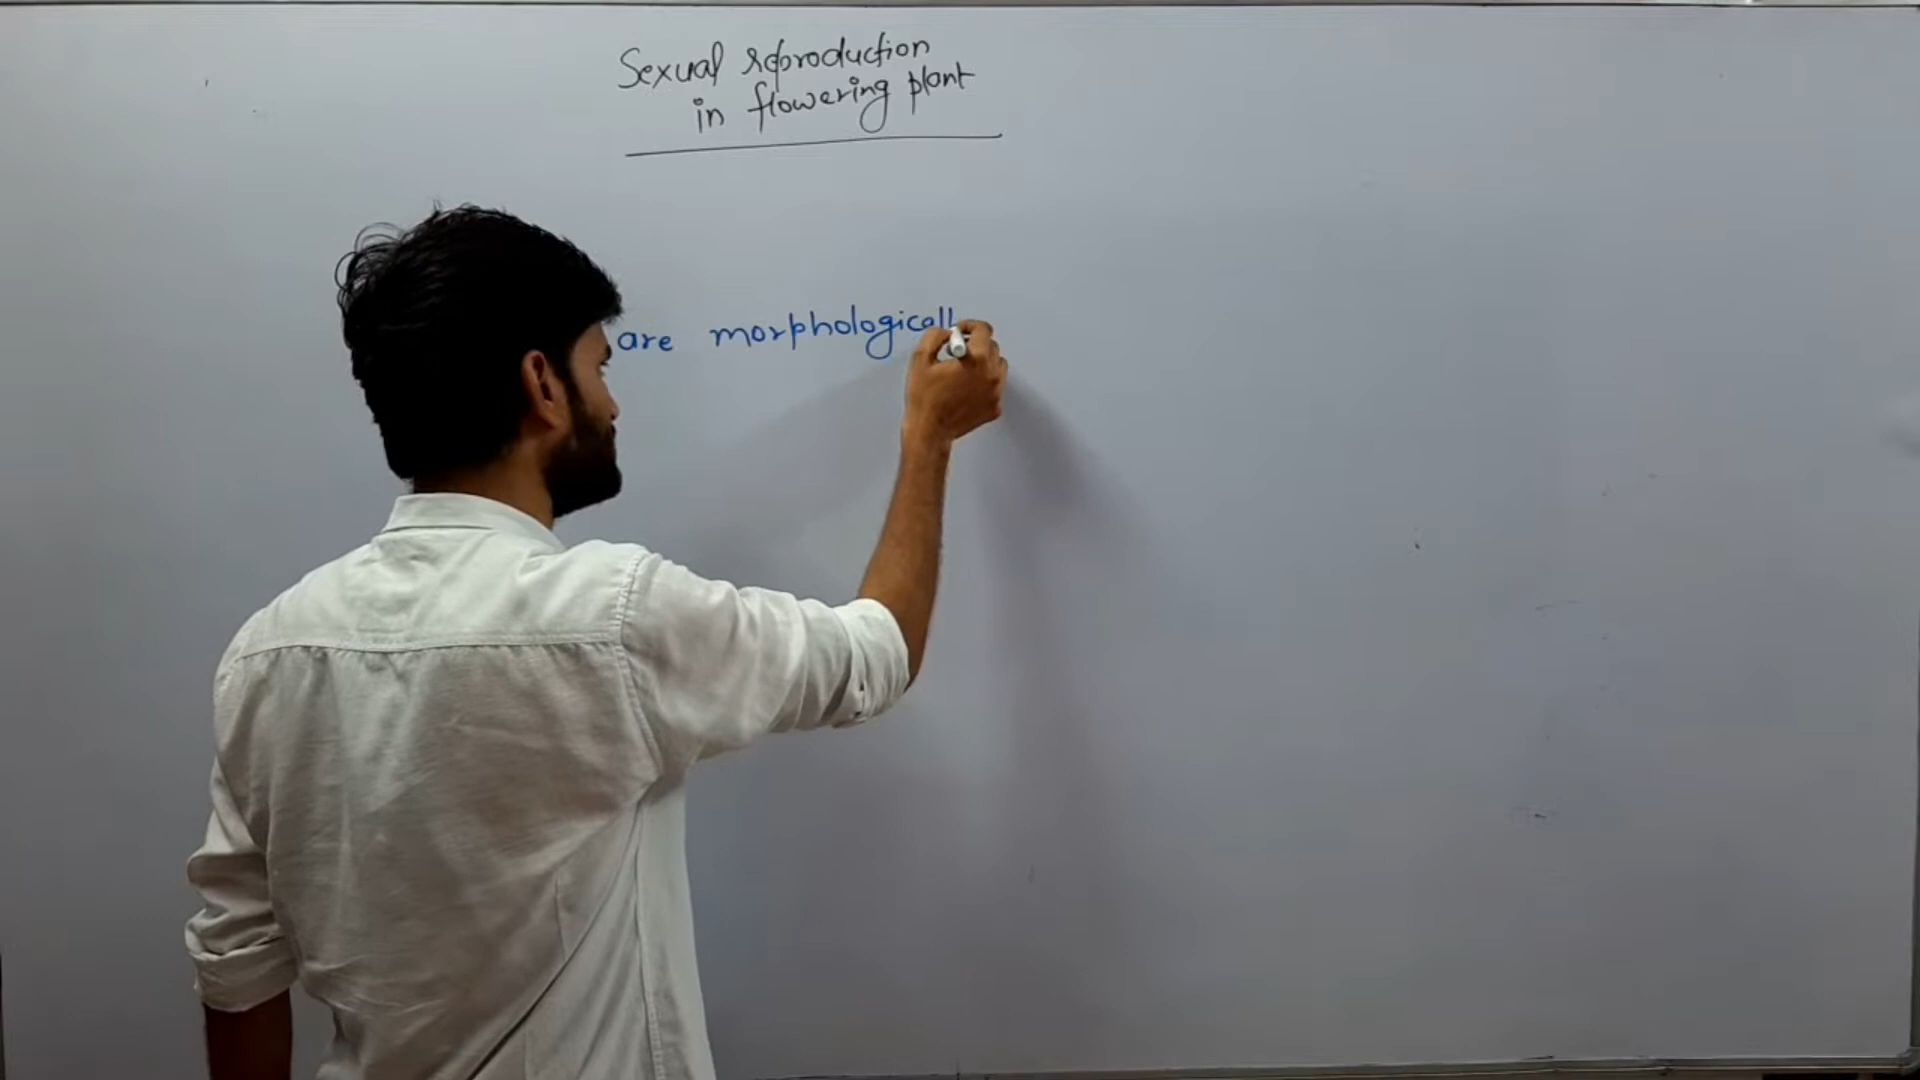 Sexual reproduction
in flowering plant
are morphologicall